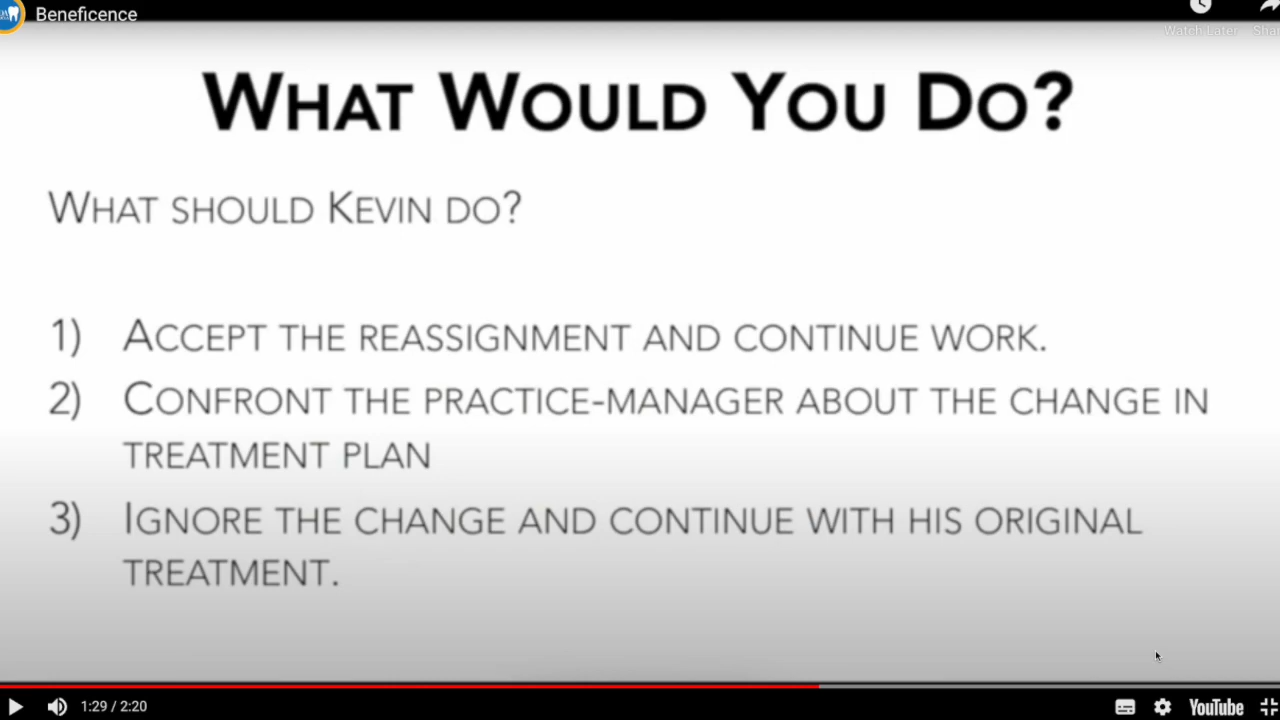 Beneficence
Watch Later
WHAT WOULD YOU DO?
WHAT SHOULD KEVIN DO?
1) ACCEPT THE REASSIGNMENT AND CONTINUE WORK.
2) CONFRONT THE PRACTICE-MANAGER ABOUT THE CHANGE IN
TREATMENT PLAN
3) IGNORE THE CHANGE AND CONTINUE WITH HIS ORIGINAL
TREATMENT.
1:29 / 2:20
YouTube